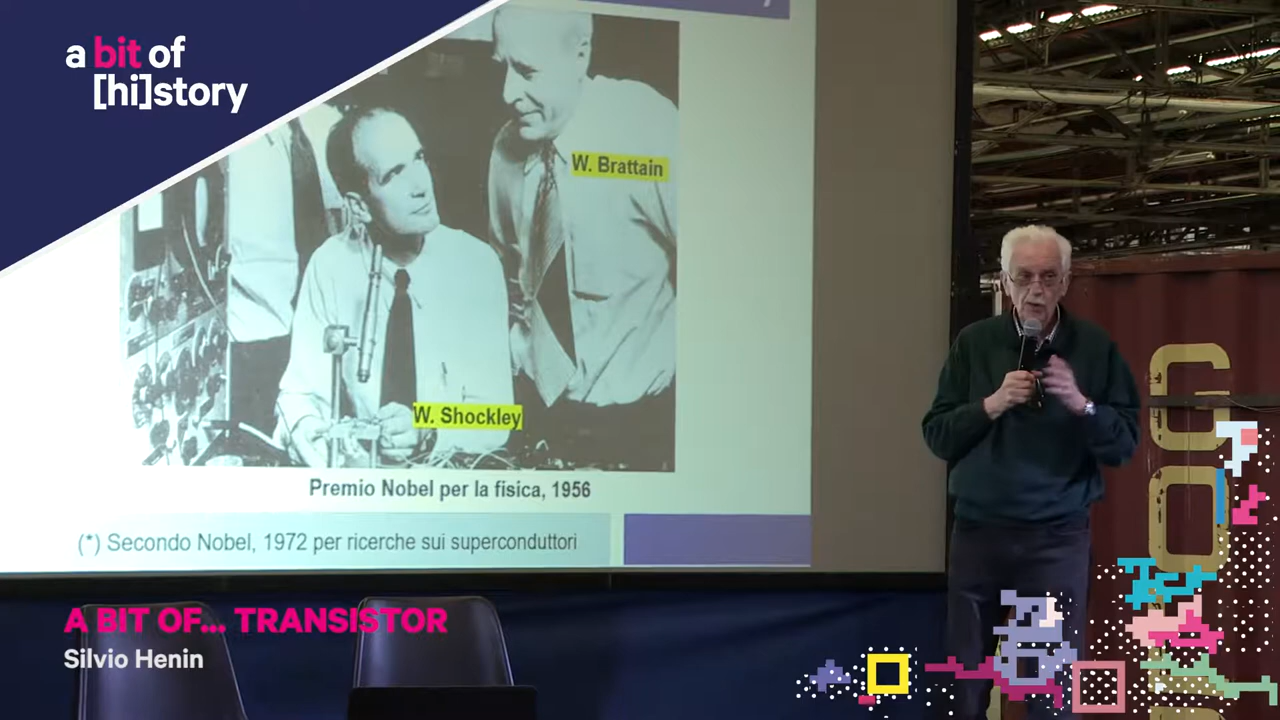 a bit of
[hi]story
W. Brattain
W. Shockley
Premio Nobel per la fisica, 1956
(*) Secondo Nobel, 1972 per ricerche sui superconduttori
A BIT OF... TRANSISTOR
Silvio Henin